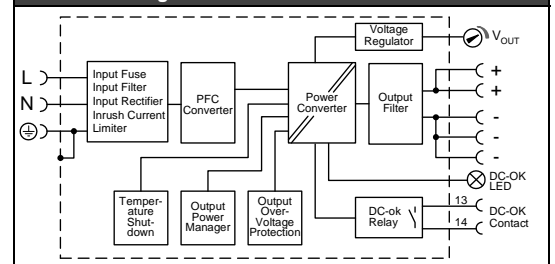 Voltage
Regulator
VOUT
L
N
Input Fuse
Input Filter
Input Rectifier
Inrush Current
Limiter
PFC
Converter
Power
Converter
Output
Filter
+
+
-
-
-
DC-OK
LED
Temper-
ature
Shut-
down
Output
Power
Manager
Output
Over-
Voltage
Protection
DC-ok
Relay
13
14
DC-OK
Contact